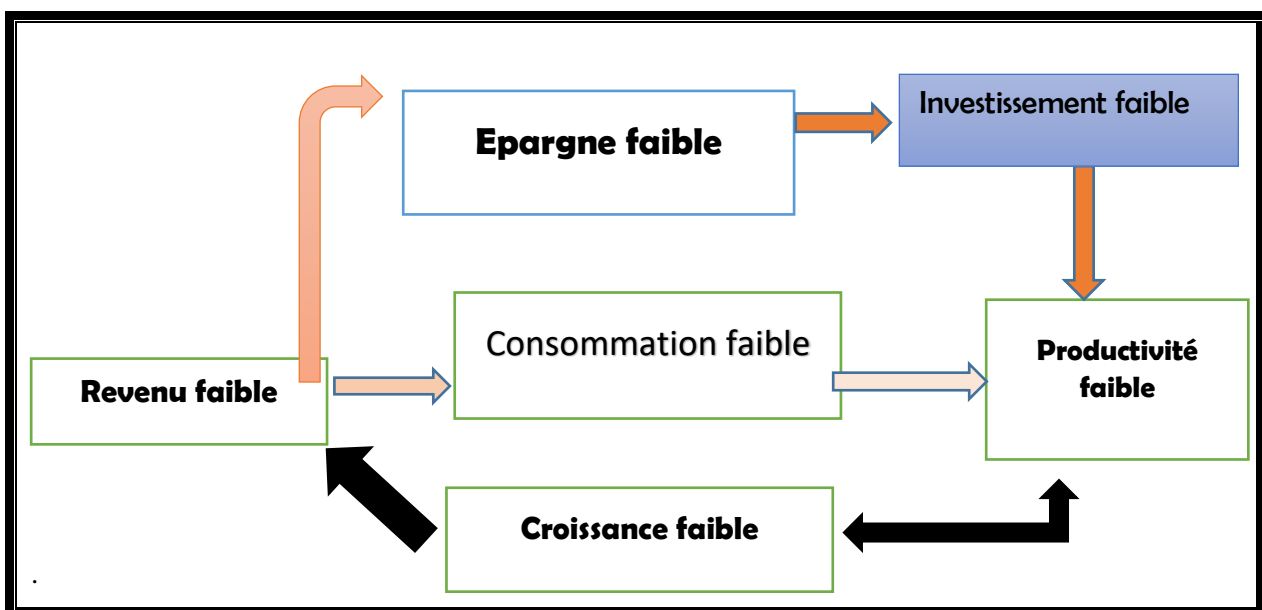 Epargne faible
Investissement faible
Consommation faible
Productivité
faible
Revenu faible
Croissance faible
.